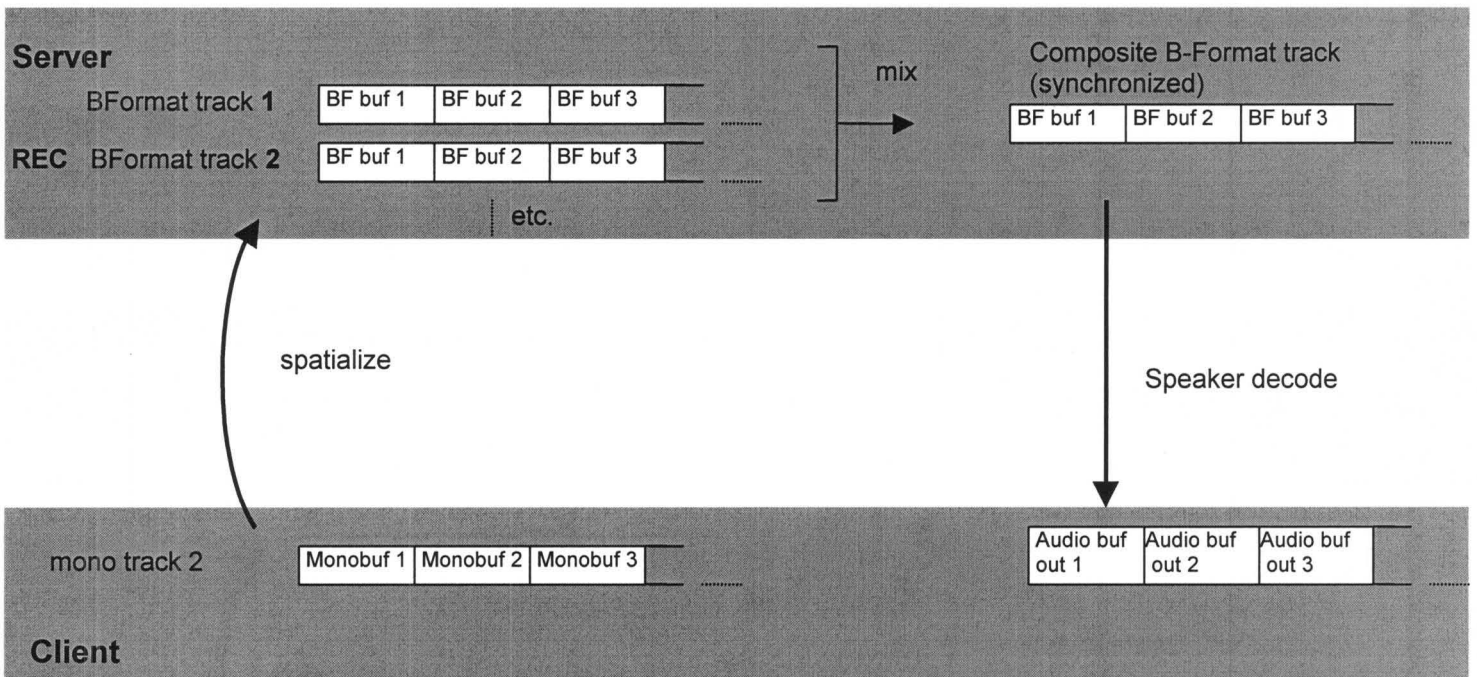 Server
BFormat track 1
BF buf 1 BF buf 2 BF buf 3
REC BFormat track 2
BF buf 1 BF buf 2 BF buf 3
etc.
mix
Composite B-Format track
(synchronized)
BF buf 1 BF buf 2 BF buf 3
spatialize
Speaker decode
mono track 2
Monobuf 1 Monobuf 2 Monobuf 3
Audio buf
out 1
Audio buf
out 2
Audio buf
out 3
Client